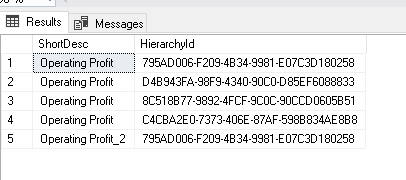 Results Messages
ShortDesc HierarchyId
1 Operating Profit 795AD006-F209-4B34-9981-E07C3D180258
2 Operating Profit D4B943FA-98F9-4340-90C0-D85EF6088833
3 Operating Profit 8C518B77-9892-4FCF-9C0C-90CCD0605B51
4 Operating Profit C4CBA2E0-7373-406E-87AF-598B834AE8B8
5 Operating Profit_2 795AD006-F209-4B34-9981-E07C3D180258